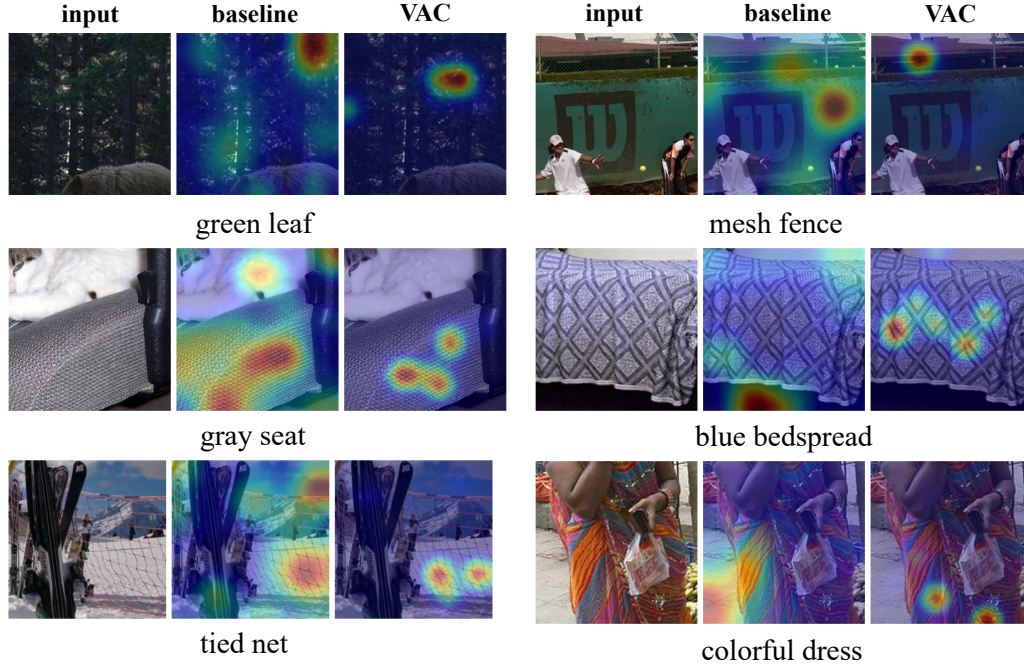 input baseline VAC input baseline VAC
W W W
green leaf mesh fence
gray seat blue bedspread
tied net colorful dress